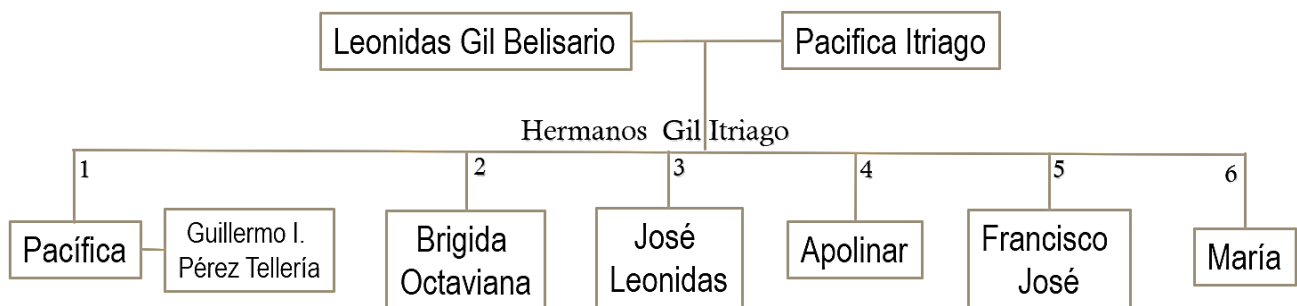 Leonidas Gil Belisario
Pacifica Itriago
Hermanos Gil Itriago
1
2
3
4
5
6
Pacífica
Guillermo I.
Pérez Tellería
Brigida
Octaviana
José
Leonidas
Apolinar
Francisco
José
María